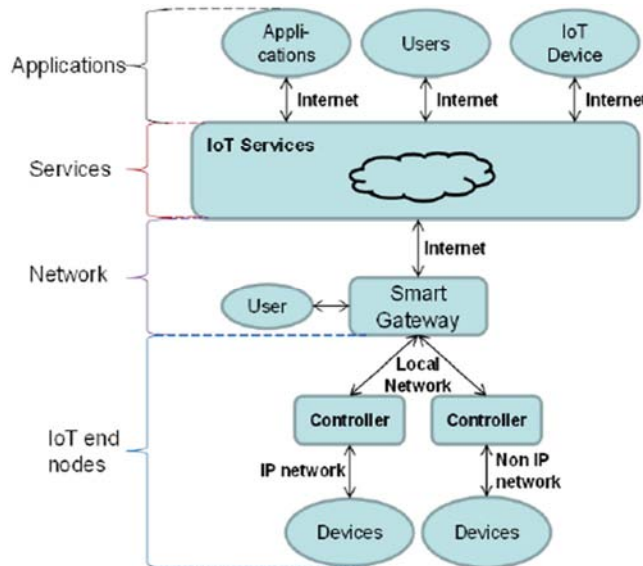 Applications
Appli-
cations
Users
IoT
Device
Internet
Internet
Internet
Services
IoT Services
Network
Internet
User
Smart
Gateway
IoT end
nodes
Local
Network
Controller
Controller
IP network
Non IP
network
Devices
Devices